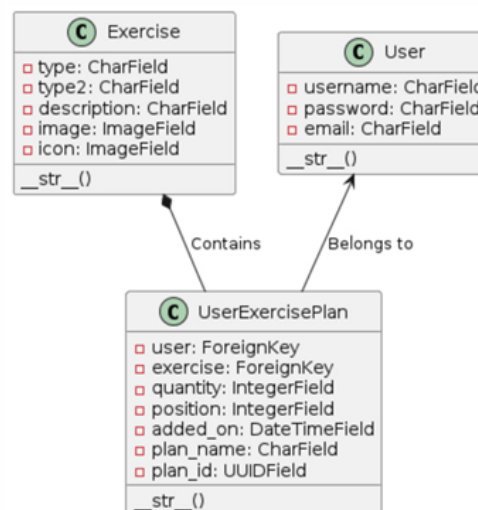 C Exercise
type: CharField
type2: CharField
description: CharField
image: ImageField
icon: ImageField
__str__()
C User
username: CharField
password: CharField
email: CharField
__str__()
Contains
Belongs to
C UserExercisePlan
user: ForeignKey
exercise: ForeignKey
quantity: IntegerField
position: IntegerField
added_on: DateTimeField
plan_name: CharField
plan_id: UUIDField
__str__()